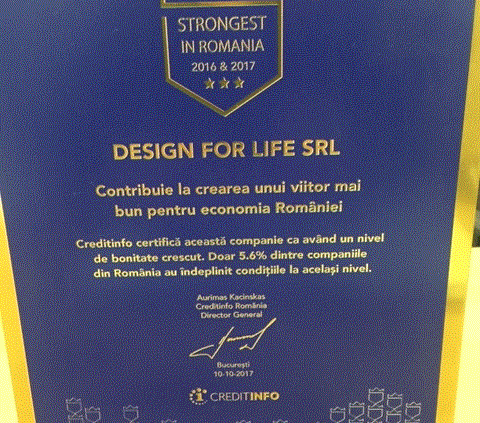 STRONGEST
IN ROMANIA
2016 & 2017
DESIGN FOR LIFE SRL
Contribuie la crearea unui viitor mai
bun pentru economia României
Creditinfo certifică această companie ca având un nivel
de bonitate crescut. Doar 5.6% dintre companiile
din România au îndeplinit condițiile la același nivel.
Aurimas Kacinskas
Creditinfo România
Director General
București
10-10-2017
CREDITINFO